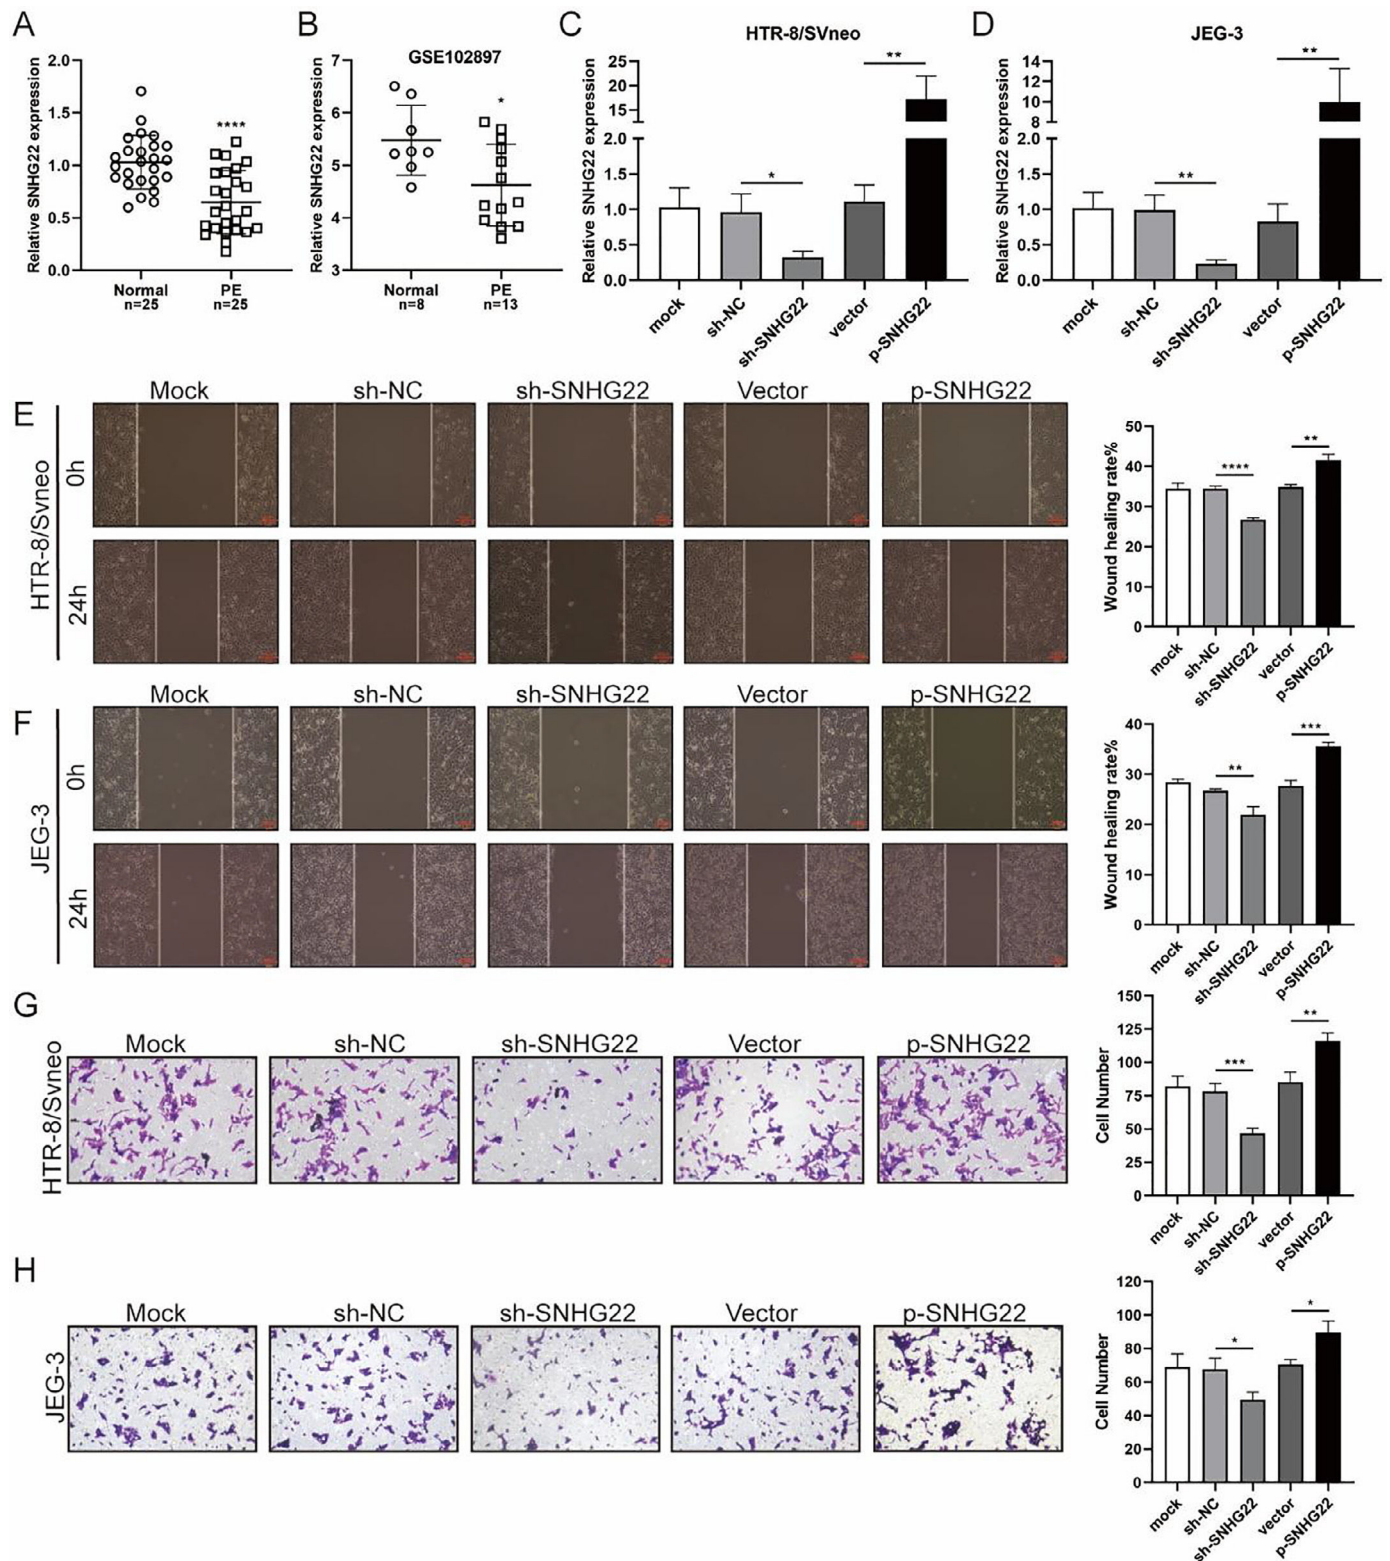 A
Relative SNHG22 expression
2.0
1.5
1.0
0.5
0.0
****
Normal
n=25
PE
n=25
B
GSE102897
Relative SNHG22 expression
7
6
5
4
3
*
Normal
n=8
PE
n=13
C
HTR-8/SVneo
Relative SNHG22 expression
25
20
15
2.0
1.5
1.0
0.5
0.0
*
**
mock
sh-NC
sh-SNHG22
vector
p-SNHG22
D
JEG-3
Relative SNHG22 expression
14
12
10
8
2.0
1.5
1.0
0.5
0.0
**
**
mock
sh-NC
sh-SNHG22
vector
p-SNHG22
E
HTR-8/Svneo
Mock sh-NC sh-SNHG22 Vector p-SNHG22
0h
24h
Wound healing rate%
50
40
30
20
10
0
****
**
mock
sh-NC
sh-SNHG22
vector
p-SNHG22
F
JEG-3
Mock sh-NC sh-SNHG22 Vector p-SNHG22
0h
24h
Wound healing rate%
40
30
20
10
0
**
***
mock
sh-NC
sh-SNHG22
vector
p-SNHG22
G
HTR-8/Svneo
Mock sh-NC sh-SNHG22 Vector p-SNHG22
Cell Number
150
125
100
75
50
25
0
***
**
mock
sh-NC
sh-SNHG22
vector
p-SNHG22
H
JEG-3
Mock sh-NC sh-SNHG22 Vector p-SNHG22
Cell Number
120
100
80
60
40
20
0
*
*
mock
sh-NC
sh-SNHG22
vector
p-SNHG22